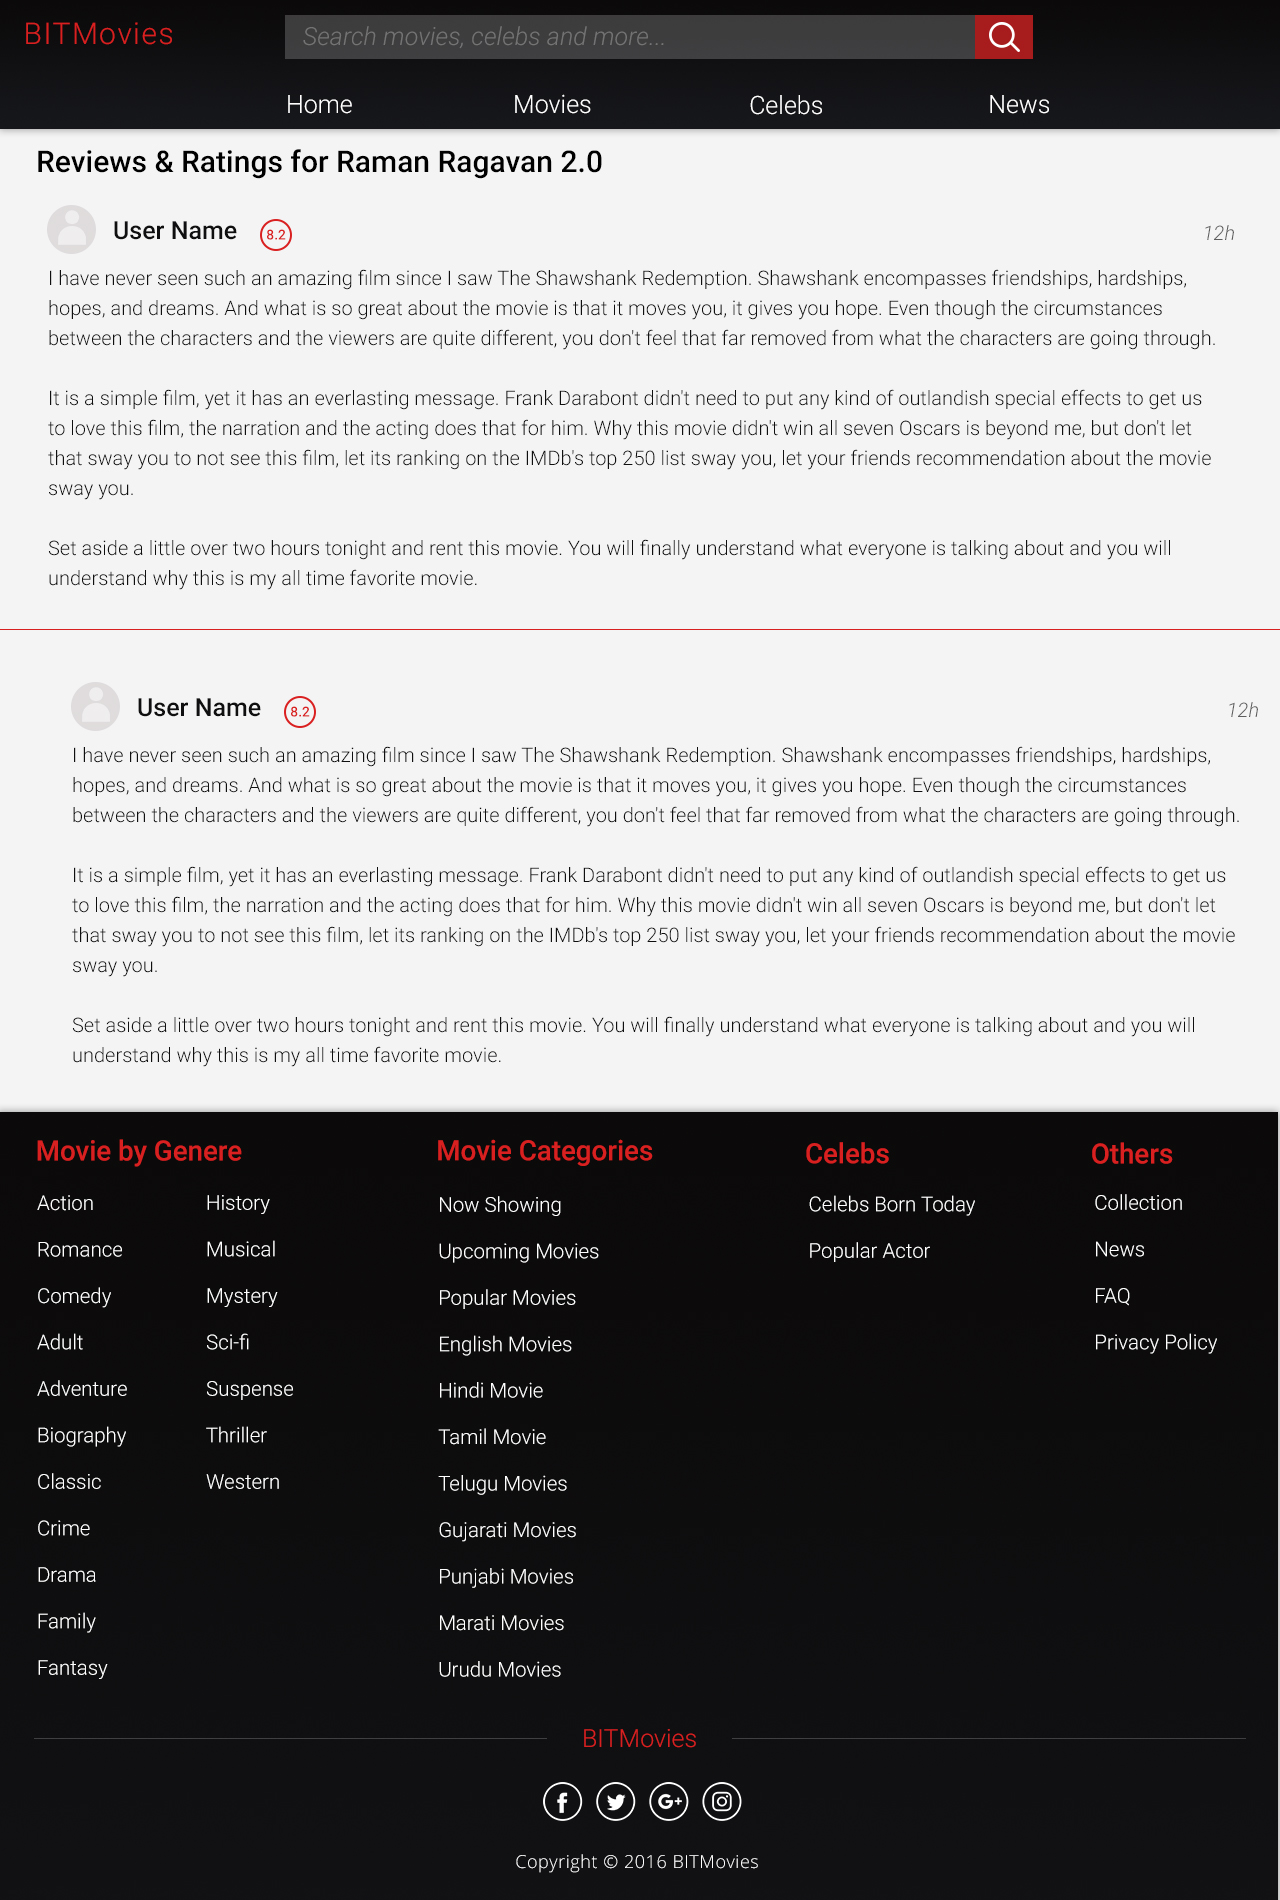 BITMovies
Search movies, celebs and more...
Home Movies Celebs News
Reviews & Ratings for Raman Ragavan 2.0
User Name 8.2 12h
I have never seen such an amazing film since I saw The Shawshank Redemption. Shawshank encompasses friendships, hardships,
hopes, and dreams. And what is so great about the movie is that it moves you, it gives you hope. Even though the circumstances
between the characters and the viewers are quite different, you don't feel that far removed from what the characters are going through.
It is a simple film, yet it has an everlasting message. Frank Darabont didn't need to put any kind of outlandish special effects to get us
to love this film, the narration and the acting does that for him. Why this movie didn't win all seven Oscars is beyond me, but don't let
that sway you to not see this film, let its ranking on the IMDb's top 250 list sway you, let your friends recommendation about the movie
sway you.
Set aside a little over two hours tonight and rent this movie. You will finally understand what everyone is talking about and you will
understand why this is my all time favorite movie.
User Name 8.2 12h
I have never seen such an amazing film since I saw The Shawshank Redemption. Shawshank encompasses friendships, hardships,
hopes, and dreams. And what is so great about the movie is that it moves you, it gives you hope. Even though the circumstances
between the characters and the viewers are quite different, you don't feel that far removed from what the characters are going through.
It is a simple film, yet it has an everlasting message. Frank Darabont didn't need to put any kind of outlandish special effects to get us
to love this film, the narration and the acting does that for him. Why this movie didn't win all seven Oscars is beyond me, but don't let
that sway you to not see this film, let its ranking on the IMDb's top 250 list sway you, let your friends recommendation about the movie
sway you.
Set aside a little over two hours tonight and rent this movie. You will finally understand what everyone is talking about and you will
understand why this is my all time favorite movie.
Movie by Genere
Action
Romance
Comedy
Adult
Adventure
Biography
Classic
Crime
Drama
Family
Fantasy
History
Musical
Mystery
Sci-fi
Suspense
Thriller
Western
Movie Categories
Now Showing
Upcoming Movies
Popular Movies
English Movies
Hindi Movie
Tamil Movie
Telugu Movies
Gujarati Movies
Punjabi Movies
Marati Movies
Urudu Movies
Celebs
Celebs Born Today
Popular Actor
Others
Collection
News
FAQ
Privacy Policy
BITMovies
f G+
Copyright © 2016 BITMovies